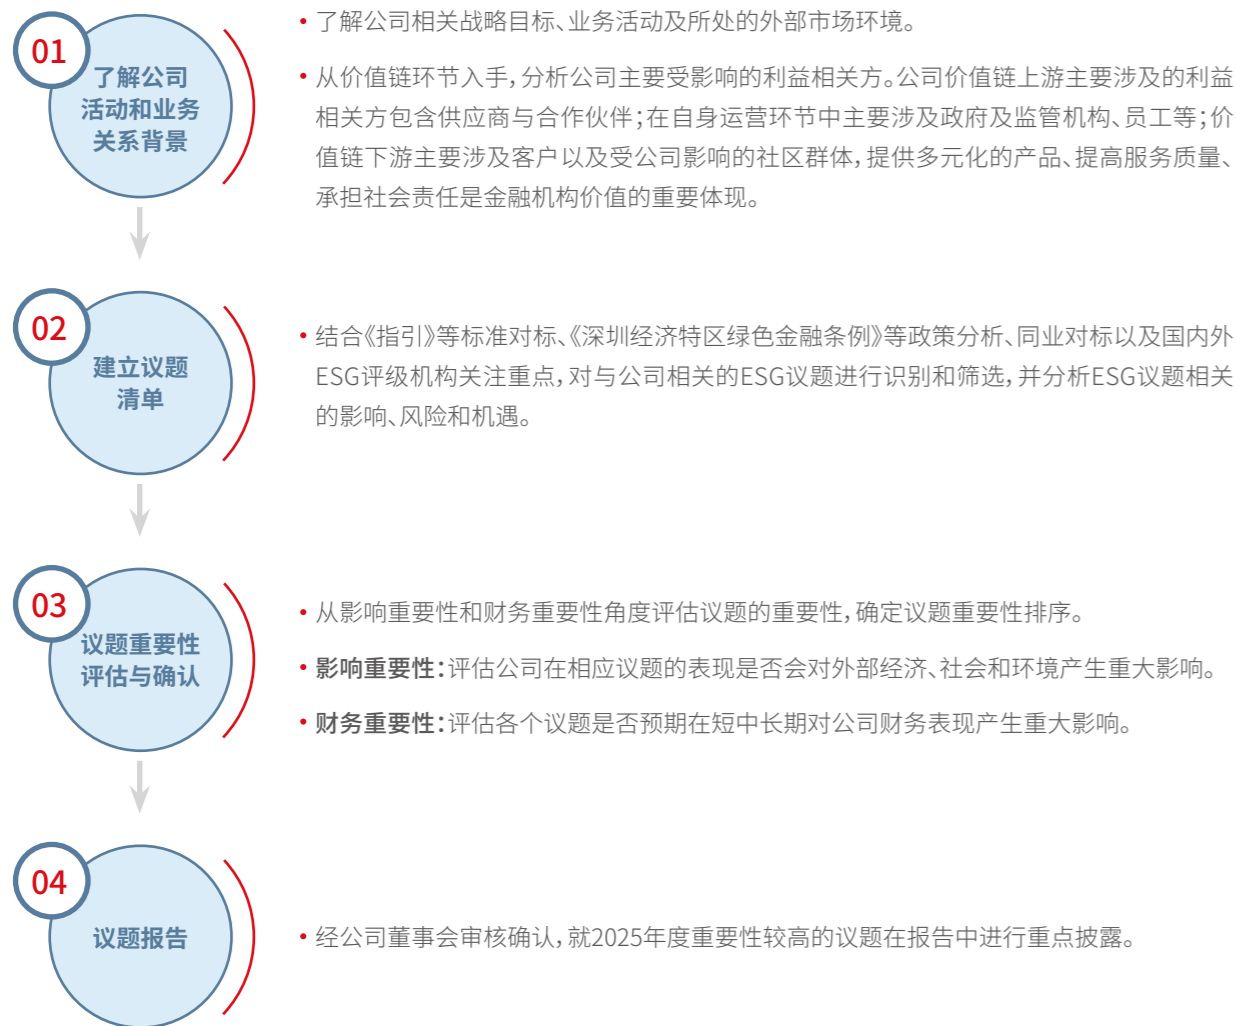 01
了解公司
活动和业务
关系背景
• 了解公司相关战略目标、业务活动及所处的外部市场环境。
• 从价值链环节入手，分析公司主要受影响的利益相关方。公司价值链上游主要涉及的利益
相关方包含供应商与合作伙伴；在自身运营环节中主要涉及政府及监管机构、员工等；价
值链下游主要涉及客户以及受公司影响的社区群体，提供多元化的产品、提高服务质量、
承担社会责任是金融机构价值的重要体现。
02
建立议题
清单
• 结合《指引》等标准对标、《深圳经济特区绿色金融条例》等政策分析、同业对标以及国内外
ESG评级机构关注重点，对与公司相关的ESG议题进行识别和筛选，并分析ESG议题相关
的影响、风险和机遇。
03
议题重要性
评估与确认
• 从影响重要性和财务重要性角度评估议题的重要性，确定议题重要性排序。
• 影响重要性：评估公司在相应议题的表现是否会对外部经济、社会和环境产生重大影响。
• 财务重要性：评估各个议题是否预期在短中长期对公司财务表现产生重大影响。
04
议题报告
• 经公司董事会审核确认，就2025年度重要性较高的议题在报告中进行重点披露。